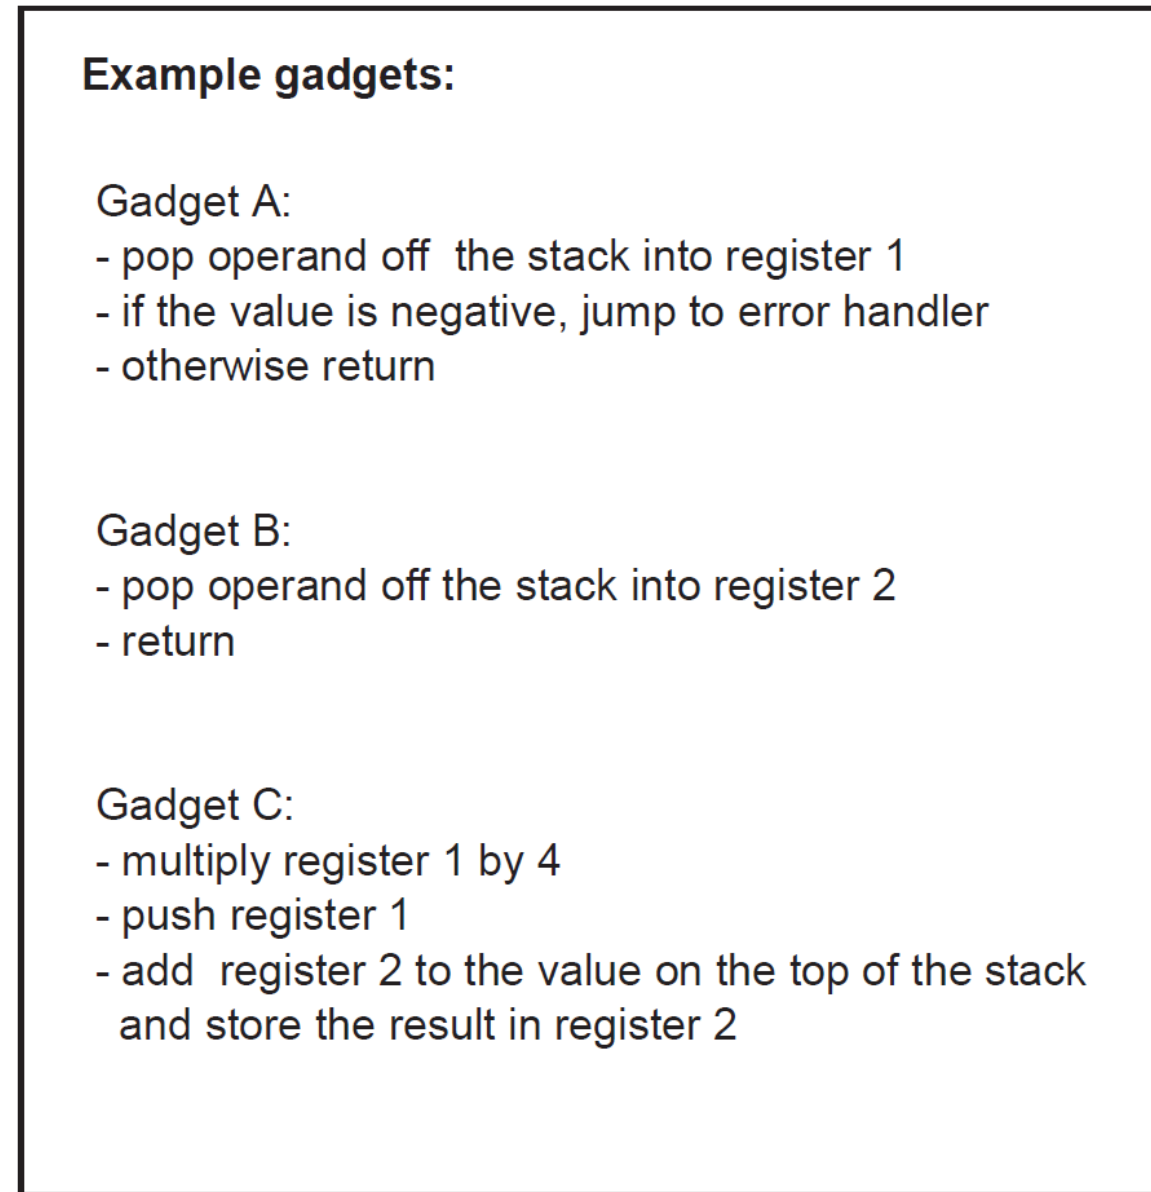 Example gadgets:
Gadget A:
- pop operand off the stack into register 1
- if the value is negative, jump to error handler
- otherwise return
Gadget B:
- pop operand off the stack into register 2
- return
Gadget C:
- multiply register 1 by 4
- push register 1
- add register 2 to the value on the top of the stack
and store the result in register 2